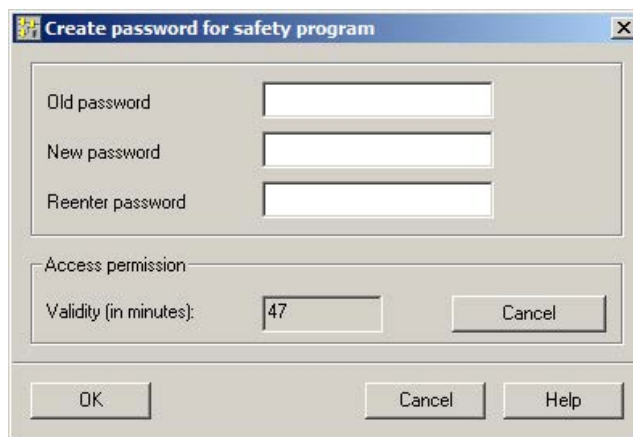 Create password for safety program
Old password
New password
Reenter password
Access permission
Validity (in minutes): 47 Cancel
OK Cancel Help